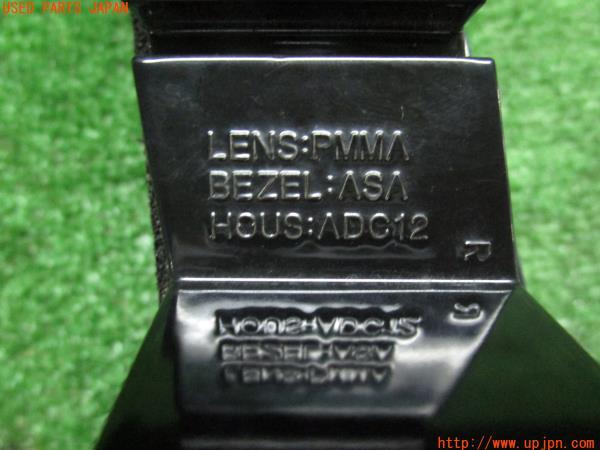 USED PARTS JAPAN
LENS:PMMA
BEZEL:ASA
HOUS:ADC12
R
http://www.upjpn.com/